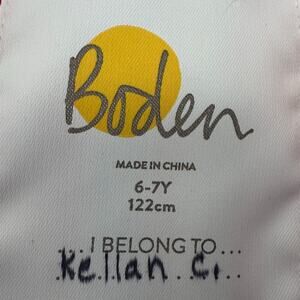 Boden
MADE IN CHINA
6-7Y
122cm
...I BELONG TO...
Kellan C.